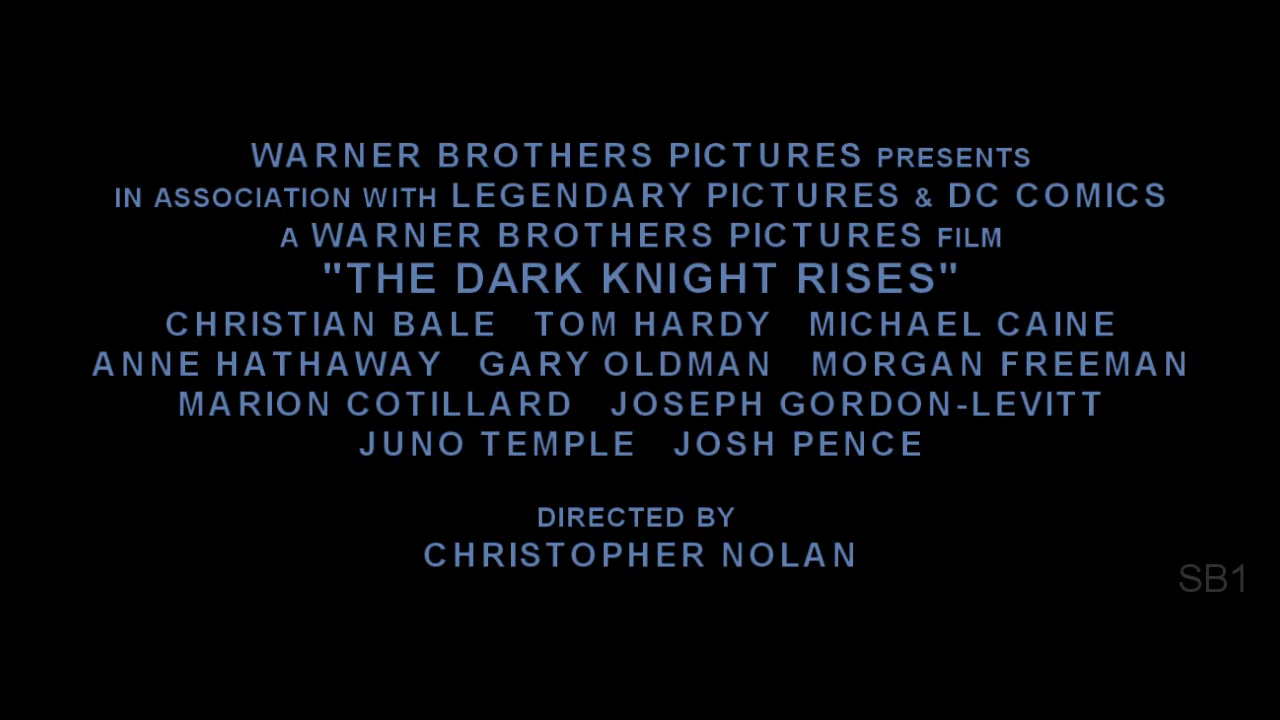 WARNER BROTHERS PICTURES PRESENTS
IN ASSOCIATION WITH LEGENDARY PICTURES & DC COMICS
A WARNER BROTHERS PICTURES FILM
"THE DARK KNIGHT RISES"
CHRISTIAN BALE TOM HARDY MICHAEL CAINE
ANNE HATHAWAY GARY OLDMAN MORGAN FREEMAN
MARION COTILLARD JOSEPH GORDON-LEVITT
JUNO TEMPLE JOSH PENCE
DIRECTED BY
CHRISTOPHER NOLAN
SB1